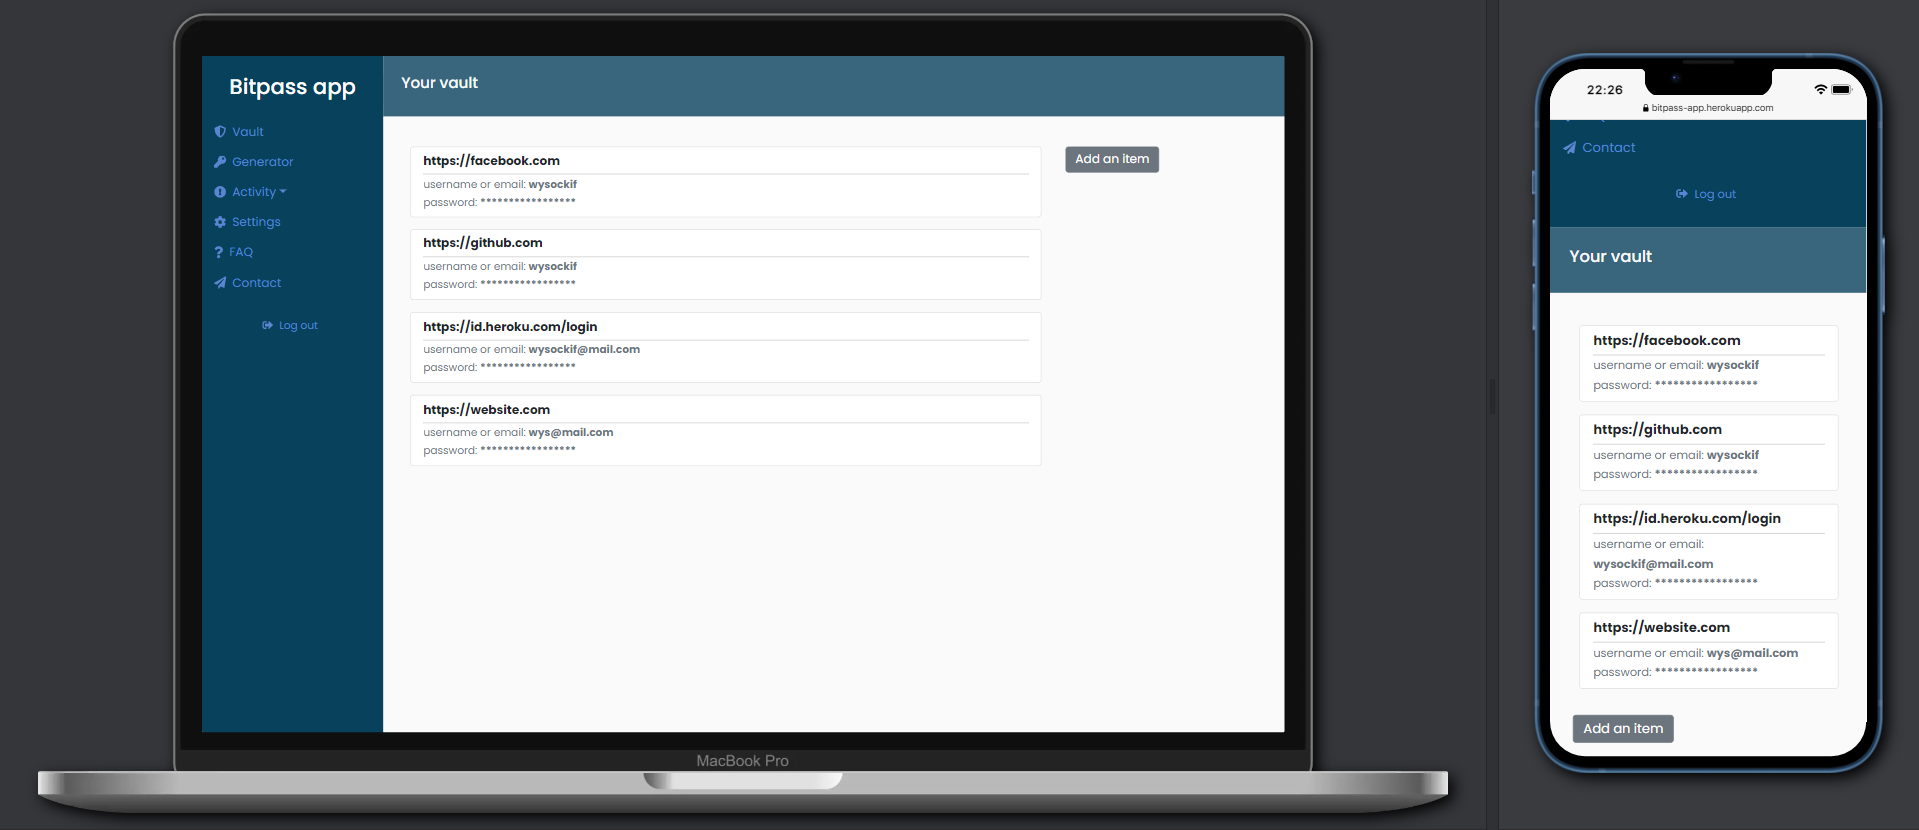 Bitpass app
Vault
Generator
Activity
Settings
FAQ
Contact
Log out
Your vault
https://facebook.com
username or email: wysockif
password: *****************
https://github.com
username or email: wysockif
password: *****************
https://id.heroku.com/login
username or email: wysockif@mail.com
password: *****************
https://website.com
username or email: wys@mail.com
password: *****************
Add an item
MacBook Pro
22:26
bitpass-app.herokuapp.com
Contact
Log out
Your vault
https://facebook.com
username or email: wysockif
password: *****************
https://github.com
username or email: wysockif
password: *****************
https://id.heroku.com/login
username or email:
wysockif@mail.com
password: *****************
https://website.com
username or email: wys@mail.com
password: *****************
Add an item